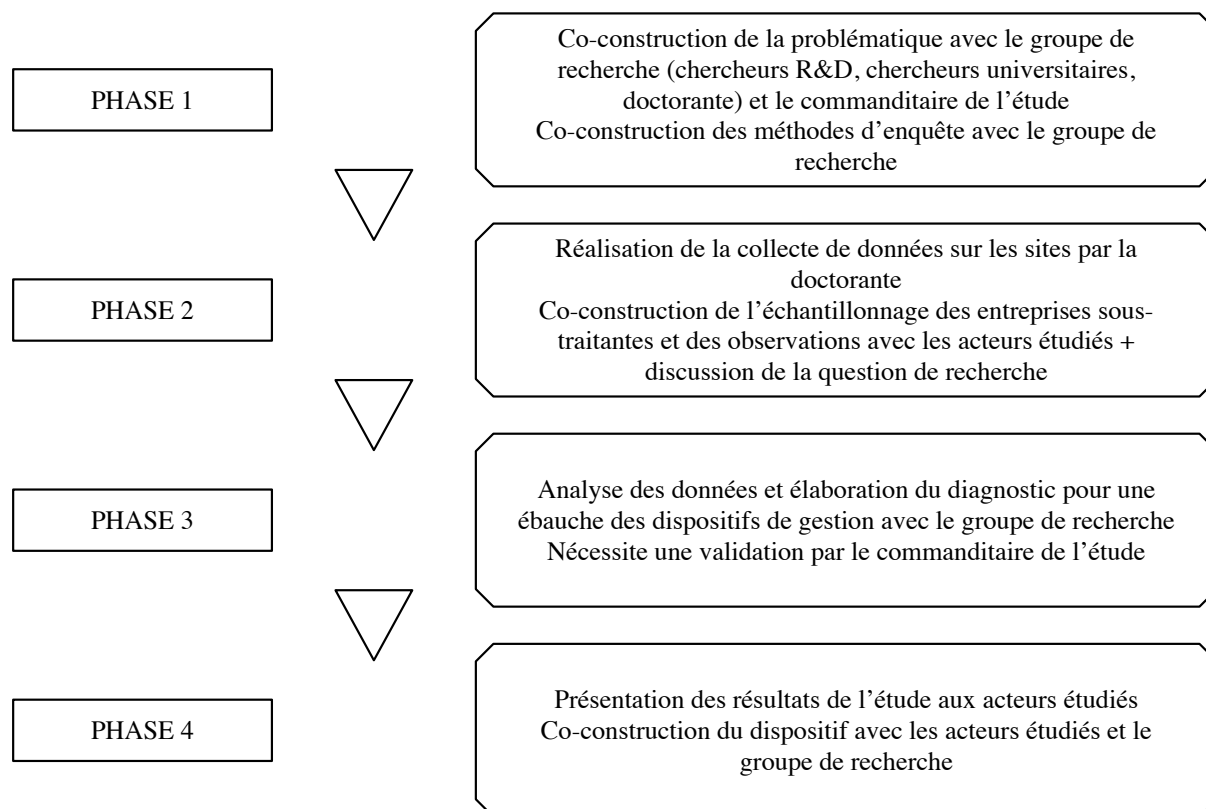 PHASE 1
Co-construction de la problématique avec le groupe de
recherche (chercheurs R&D, chercheurs universitaires,
doctorante) et le commanditaire de l’étude
Co-construction des méthodes d’enquête avec le groupe de
recherche
PHASE 2
Réalisation de la collecte de données sur les sites par la
doctorante
Co-construction de l’échantillonnage des entreprises sous-
traitantes et des observations avec les acteurs étudiés +
discussion de la question de recherche
PHASE 3
Analyse des données et élaboration du diagnostic pour une
ébauche des dispositifs de gestion avec le groupe de recherche
Nécessite une validation par le commanditaire de l’étude
PHASE 4
Présentation des résultats de l’étude aux acteurs étudiés
Co-construction du dispositif avec les acteurs étudiés et le
groupe de recherche